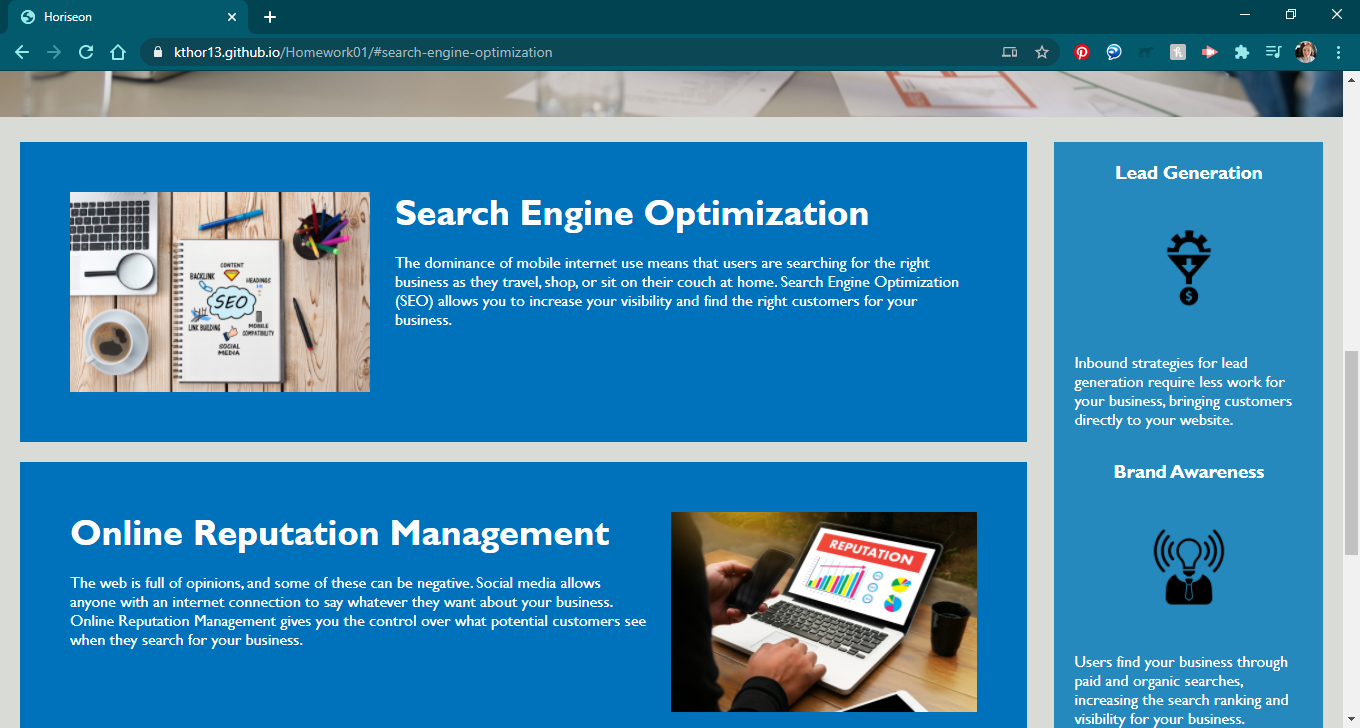 Horiseon
kthor13.github.io/Homework01/#search-engine-optimization
CONTENT
BACKLINK
HEADINGS
SEO
LINK BUILDING
MOBILE
COMPATIBILITY
SOCIAL
MEDIA
Search Engine Optimization
The dominance of mobile internet use means that users are searching for the right
business as they travel, shop, or sit on their couch at home. Search Engine Optimization
(SEO) allows you to increase your visibility and find the right customers for your
business.
Online Reputation Management
The web is full of opinions, and some of these can be negative. Social media allows
anyone with an internet connection to say whatever they want about your business.
Online Reputation Management gives you the control over what potential customers see
when they search for your business.
REPUTATION
Lead Generation
$
Inbound strategies for lead
generation require less work for
your business, bringing customers
directly to your website.
Brand Awareness
Users find your business through
paid and organic searches,
increasing the search ranking and
visibility for your business.